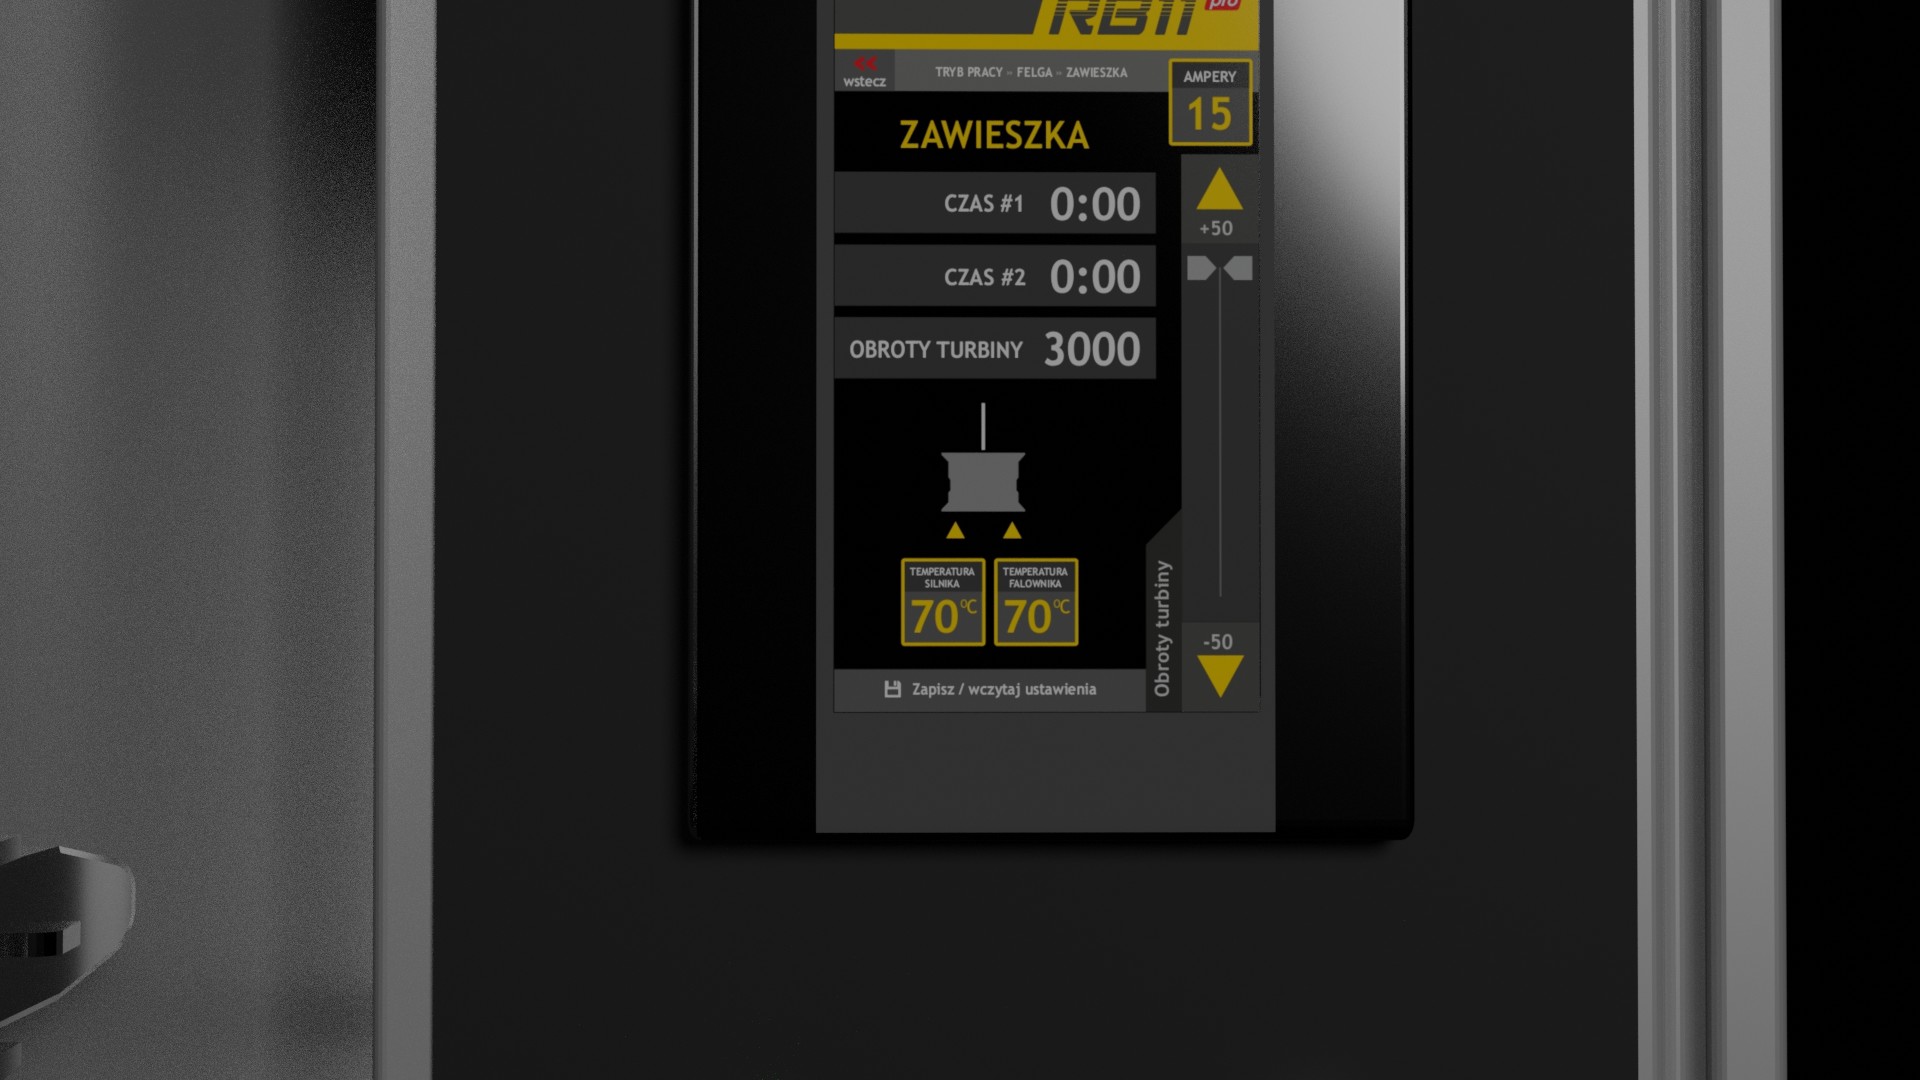 RB11 pro
wstecz
TRYB PRACY - FELGA - ZAWIESZKA
AMPERY
15
ZAWIESZKA
CZAS #1 0:00
CZAS #2 0:00
OBROTY TURBINY 3000
+50
-50
Obroty turbiny
TEMPERATURA
SILNIKA
70°C
TEMPERATURA
FALOWNIKA
70°C
Zapisz / wczytaj ustawienia